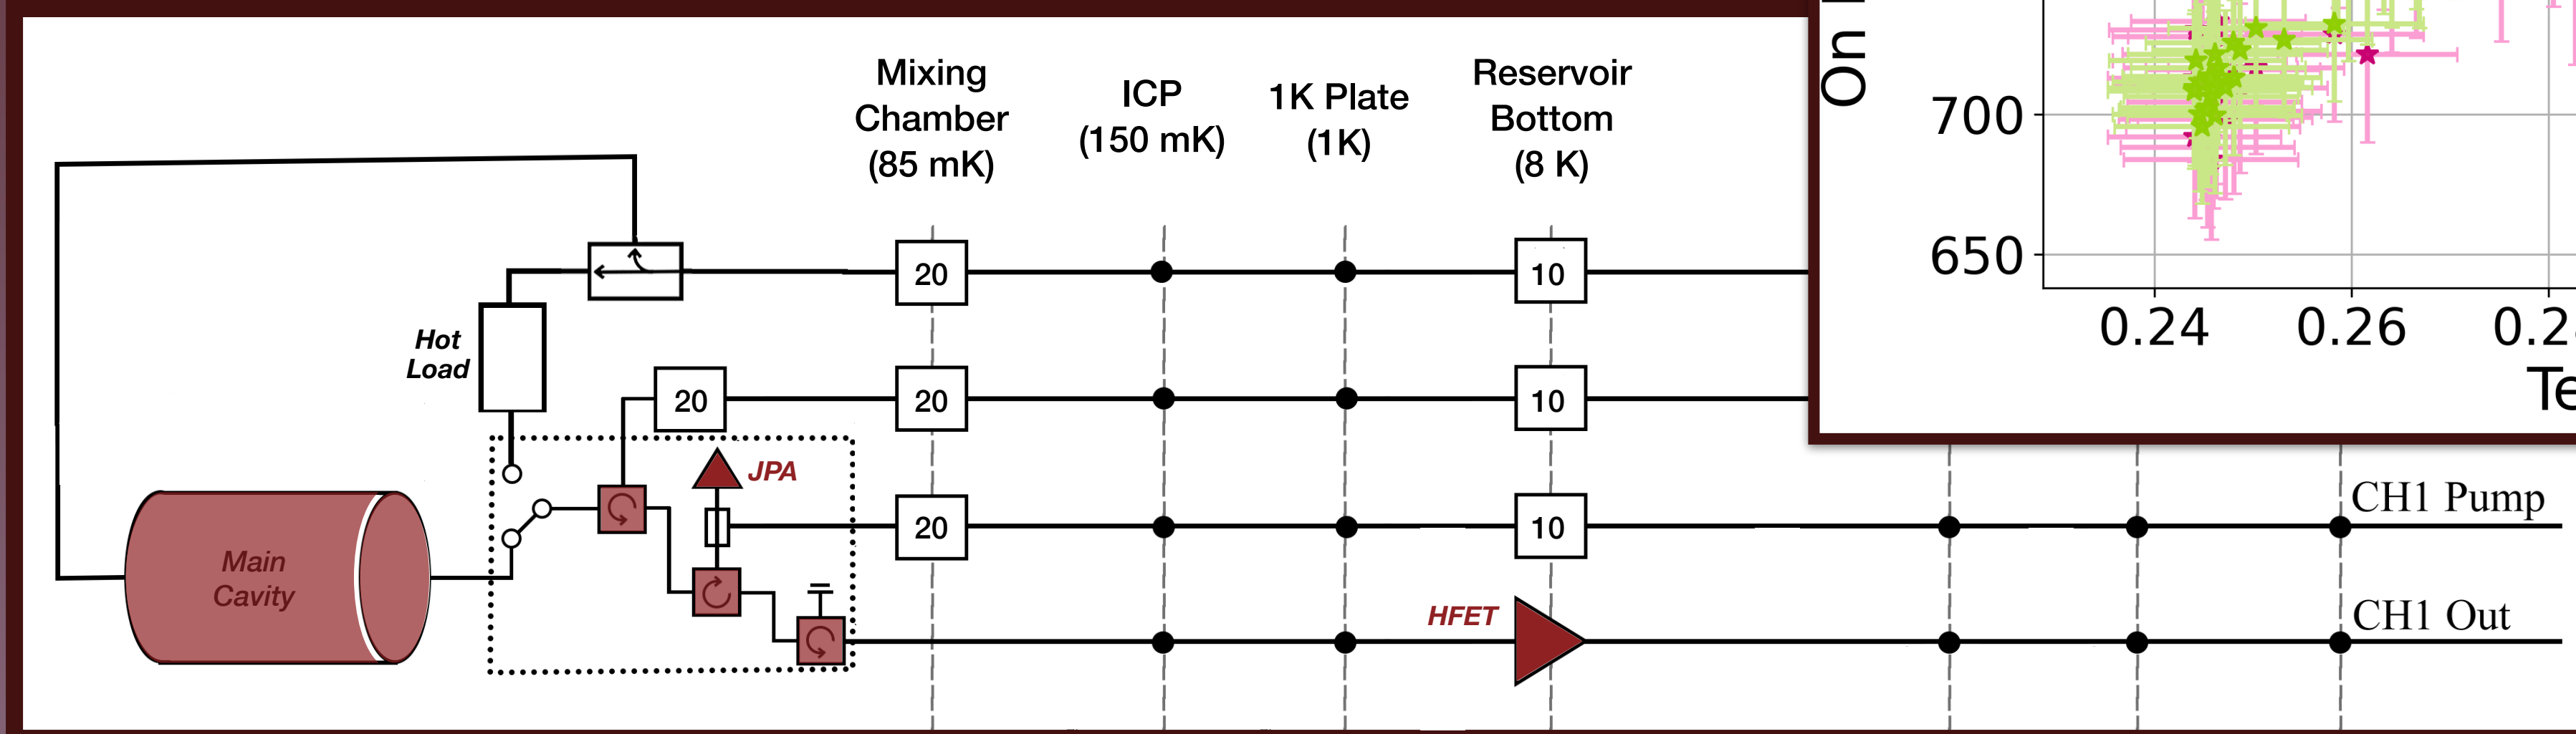 Mixing
Chamber
(85 mK)
ICP
(150 mK)
1K Plate
(1K)
Reservoir
Bottom
(8 K)
On
700
650
0.24
0.26
20
10
Hot
Load
20
20
10
JPA
20
10
CH1 Pump
Main
Cavity
HFET
CH1 Out